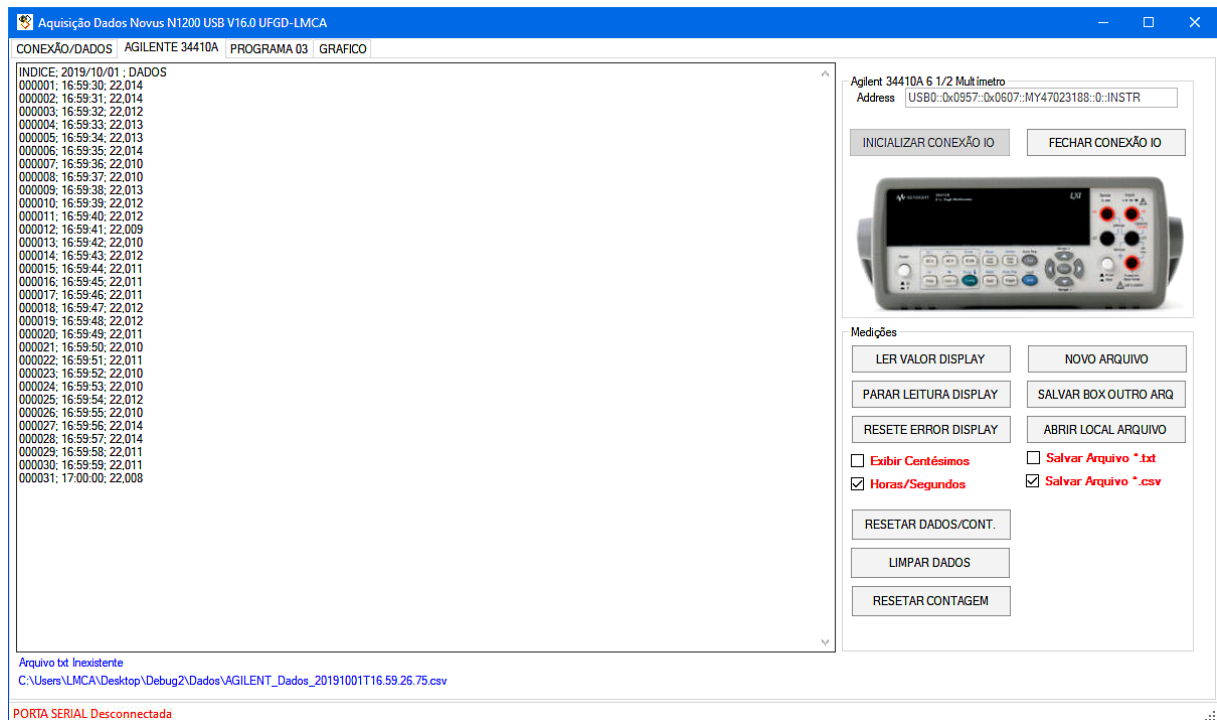 Aquisição Dados Novus N1200 USB V16.0 UFGD-LMCA
CONEXÃO/DADOS AGILENTE 34410A PROGRAMA 03 GRAFICO
INDICE; 2019/10/01 ; DADOS
000001; 16:59:30; 22,014
000002; 16:59:31; 22,014
000003; 16:59:32; 22,012
000004; 16:59:33; 22,013
000005; 16:59:34; 22,013
000006; 16:59:35; 22,014
000007; 16:59:36; 22,010
000008; 16:59:37; 22,010
000009; 16:59:38; 22,013
000010; 16:59:39; 22,012
000011; 16:59:40; 22,012
000012; 16:59:41; 22,009
000013; 16:59:42; 22,010
000014; 16:59:43; 22,012
000015; 16:59:44; 22,011
000016; 16:59:45; 22,011
000017; 16:59:46; 22,011
000018; 16:59:47; 22,012
000019; 16:59:48; 22,012
000020; 16:59:49; 22,011
000021; 16:59:50; 22,010
000022; 16:59:51; 22,011
000023; 16:59:52; 22,010
000024; 16:59:53; 22,010
000025; 16:59:54; 22,012
000026; 16:59:55; 22,010
000027; 16:59:56; 22,014
000028; 16:59:57; 22,014
000029; 16:59:58; 22,011
000030; 16:59:59; 22,011
000031; 17:00:00; 22,008
Agilent 34410A 6 1/2 Multímetro
Address USB0::0x0957::0x0607::MY47023188::0::INSTR
INICIALIZAR CONEXÃO IO FECHAR CONEXÃO IO
KEYSIGHT
LXI
Medições
LER VALOR DISPLAY NOVO ARQUIVO
PARAR LEITURA DISPLAY SALVAR BOX OUTRO ARQ
RESETE ERROR DISPLAY ABRIR LOCAL ARQUIVO
Exibir Centésimos Salvar Arquivo *.txt
Horas/Segundos Salvar Arquivo *.csv
RESETAR DADOS/CONT.
LIMPAR DADOS
RESETAR CONTAGEM
Arquivo txt Inexistente
C:\Users\LMCA\Desktop\Debug2\Dados\AGILENT_Dados_20191001T16.59.26.75.csv
PORTA SERIAL Desconnectada